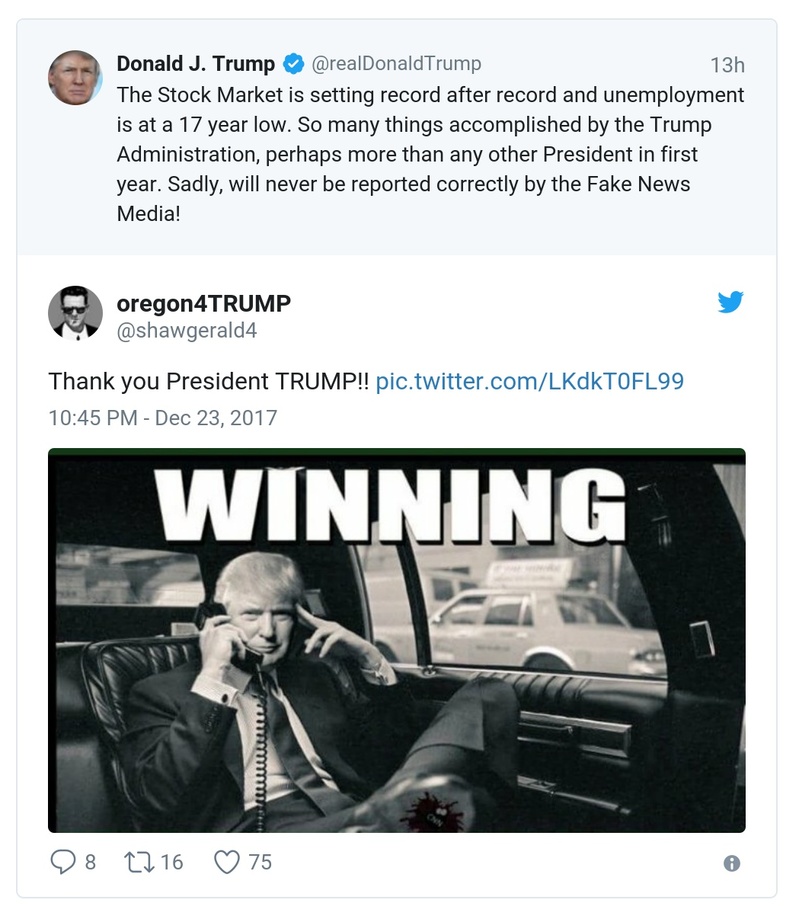 Donald J. Trump @realDonaldTrump 13h
The Stock Market is setting record after record and unemployment
is at a 17 year low. So many things accomplished by the Trump
Administration, perhaps more than any other President in first
year. Sadly, will never be reported correctly by the Fake News
Media!
oregon4TRUMP
@shawgerald4
Thank you President TRUMP!! pic.twitter.com/LKdkT0FL99
10:45 PM - Dec 23, 2017
WINNING
CNN
8 16 75